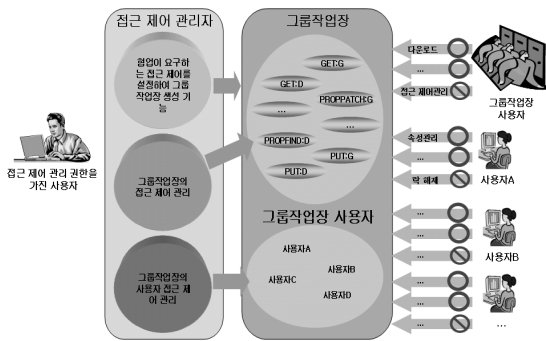 접근 제어 관리자
그룹작업장
협업이 요구하
는 접근 제어를
설정하여 그룹
작업장 생성 기
능
그룹작업장의
접근 제어 관리
그룹작업장의
사용자 접근 제
어 관리
접근 제어 관리 권한을
가진 사용자
GET:G
GET:D
PROPPATCH:G
...
...
PROPFIND:D
PUT:G
PUT:D
그룹작업장 사용자
사용자A
사용자B
사용자C
사용자D
다운로드
...
접근 제어관리
그룹작업장
사용자
속성관리
...
락 해제
사용자A
...
...
...
사용자B
...
...
...
...